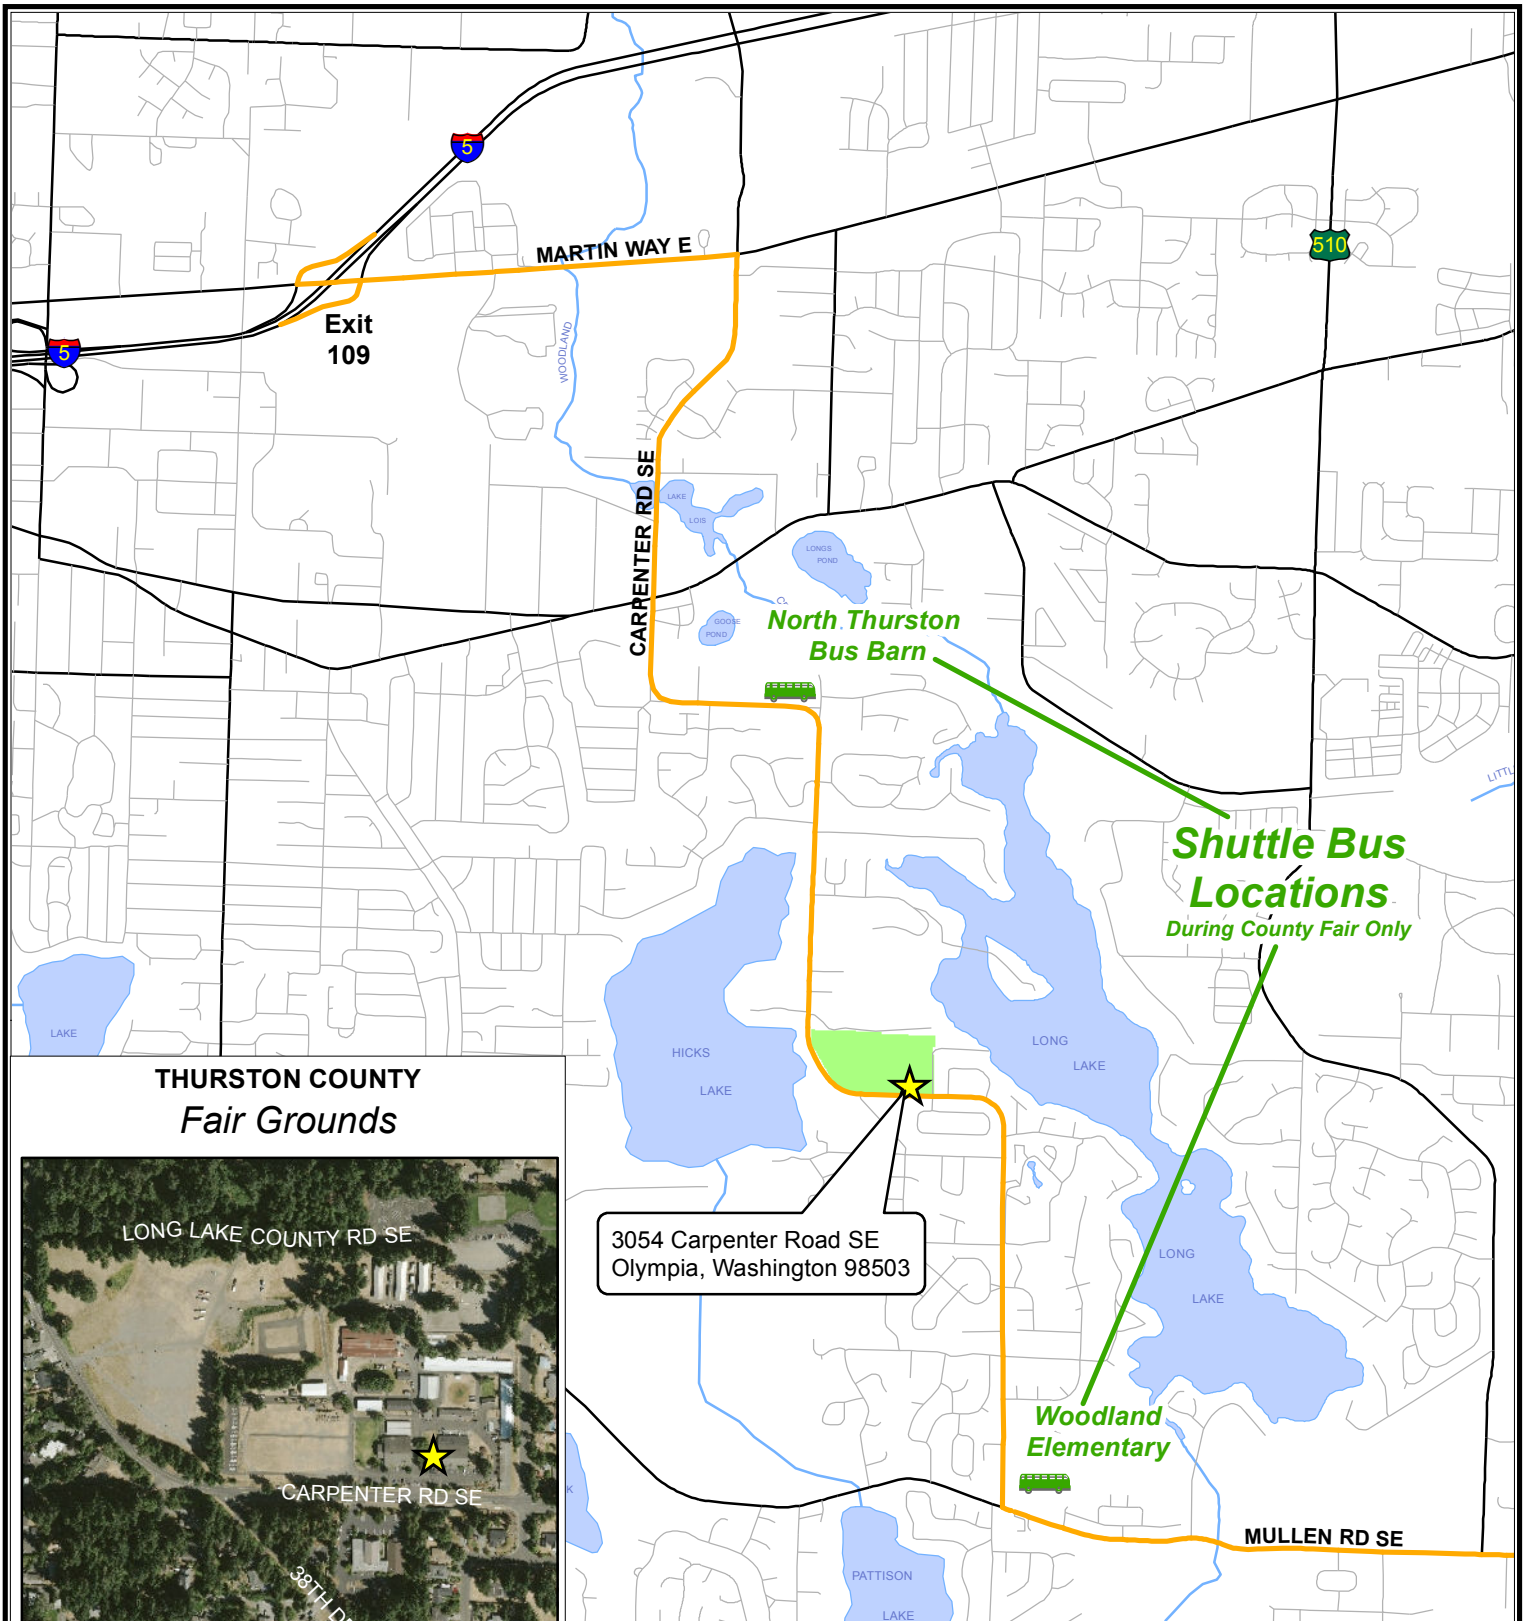 5
MARTIN WAY E
510
Exit
109
5
WOODLAND
CARPENTER RD SE
LAKE
LOIS
LONGS
POND
GOOSE
POND
North Thurston
Bus Barn
LITTL
Shuttle Bus
Locations
During County Fair Only
LAKE
HICKS
LAKE
LONG
LAKE
THURSTON COUNTY
Fair Grounds
LONG LAKE COUNTY RD SE
3054 Carpenter Road SE
Olympia, Washington 98503
LONG
LAKE
Woodland
Elementary
CARPENTER RD SE
K
MULLEN RD SE
38TH
PATTISON
LAKE